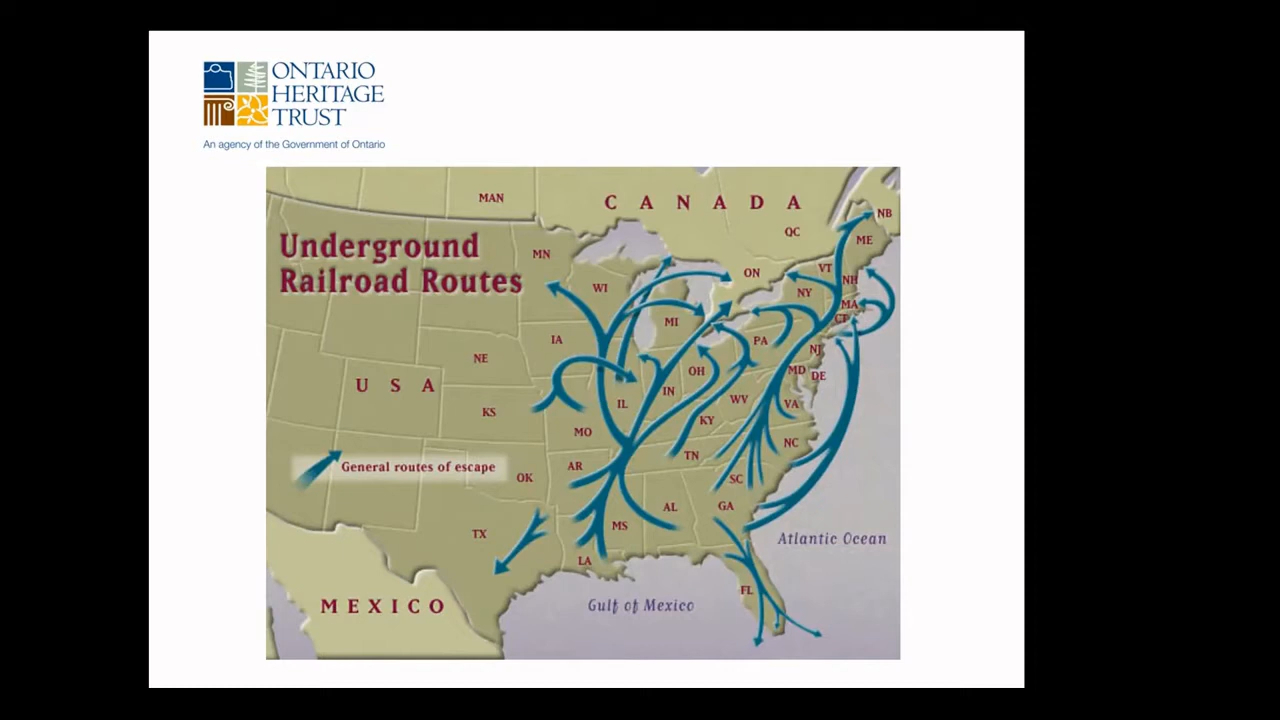 ONTARIO
HERITAGE
TRUST
An agency of the Government of Ontario
Underground
Railroad Routes
MAN
CANADA
NB
QC
ME
MN
ON
VT
NH
WI
NY
MA
CT
MI
IA
PA
NJ
NE
OH
MD
DE
USA
IN
WV
VA
IL
KS
KY
MO
NC
TN
General routes of escape
AR
OK
SC
AL
GA
MS
TX
Atlantic Ocean
LA
FL
MEXICO
Gulf of Mexico